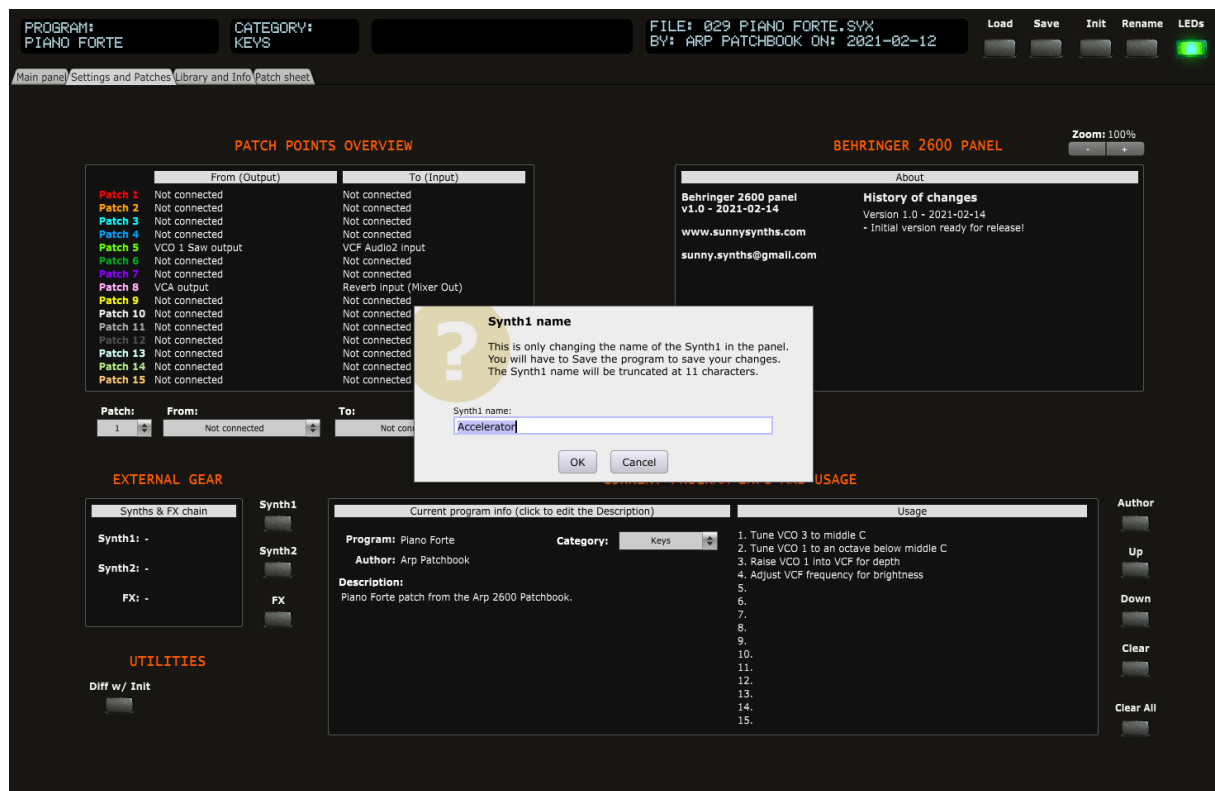 PROGRAM:
PIANO FORTE
CATEGORY:
KEYS
FILE: 029 PIANO FORTE.SYX
BY: ARP PATCHBOOK ON: 2021-02-12
Load Save Init Rename LEDs
Main panel Settings and Patches Library and Info Patch sheet
PATCH POINTS OVERVIEW
From (Output) To (Input)
Patch 1 Not connected Not connected
Patch 2 Not connected Not connected
Patch 3 Not connected Not connected
Patch 4 Not connected Not connected
Patch 5 VCO 1 Saw output VCF Audio2 input
Patch 6 Not connected Not connected
Patch 7 Not connected Not connected
Patch 8 VCA output Reverb input (Mixer Out)
Patch 9 Not connected Not connected
Patch 10 Not connected Not connected
Patch 11 Not connected Not connected
Patch 12 Not connected Not connected
Patch 13 Not connected Not connected
Patch 14 Not connected Not connected
Patch 15 Not connected Not connected
Patch: From: To:
1 Not connected Not con
BEHRINGER 2600 PANEL
Zoom: 100%
- +
About
Behringer 2600 panel
v1.0 - 2021-02-14
www.sunnysynths.com
sunny.synths@gmail.com
History of changes
Version 1.0 - 2021-02-14
- Initial version ready for release!
?
Synth1 name
This is only changing the name of the Synth1 in the panel.
You will have to Save the program to save your changes.
The Synth1 name will be truncated at 11 characters.
Synth1 name:
Accelerator
OK Cancel
EXTERNAL GEAR
Synths & FX chain
Synth1: -
Synth2: -
FX: -
Synth1
Synth2
FX
UTILITIES
Diff w/ Init
USAGE
Current program info (click to edit the Description)
Program: Piano Forte
Category: Keys
Author: Arp Patchbook
Description:
Piano Forte patch from the Arp 2600 Patchbook.
Usage
1. Tune VCO 3 to middle C
2. Tune VCO 1 to an octave below middle C
3. Raise VCO 1 into VCF for depth
4. Adjust VCF frequency for brightness
5.
6.
7.
8.
9.
10.
11.
12.
13.
14.
15.
Author
Up
Down
Clear
Clear All